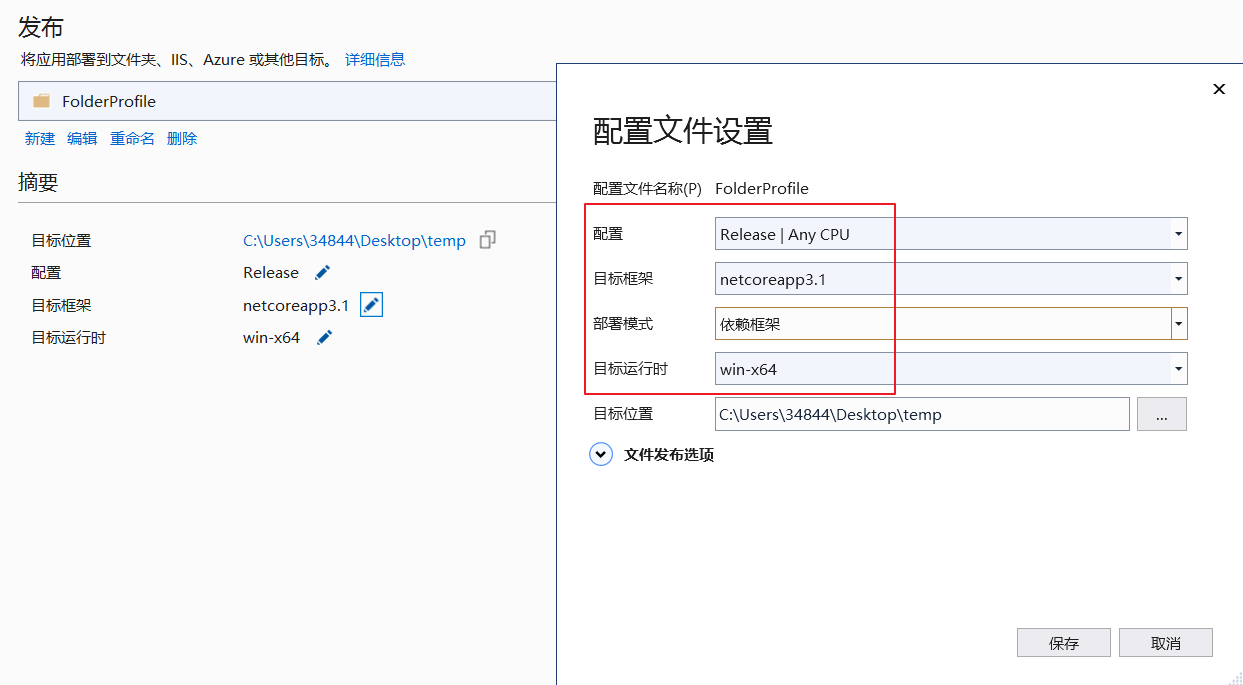 发布
将应用部署到文件夹、IIS、Azure 或其他目标。 详细信息
FolderProfile
新建 编辑 重命名 删除
摘要
目标位置 C:\Users\34844\Desktop\temp
配置 Release
目标框架 netcoreapp3.1
目标运行时 win-x64
配置文件设置
配置文件名称(P) FolderProfile
配置 Release | Any CPU
目标框架 netcoreapp3.1
部署模式 依赖框架
目标运行时 win-x64
目标位置 C:\Users\34844\Desktop\temp ...
文件发布选项
保存 取消